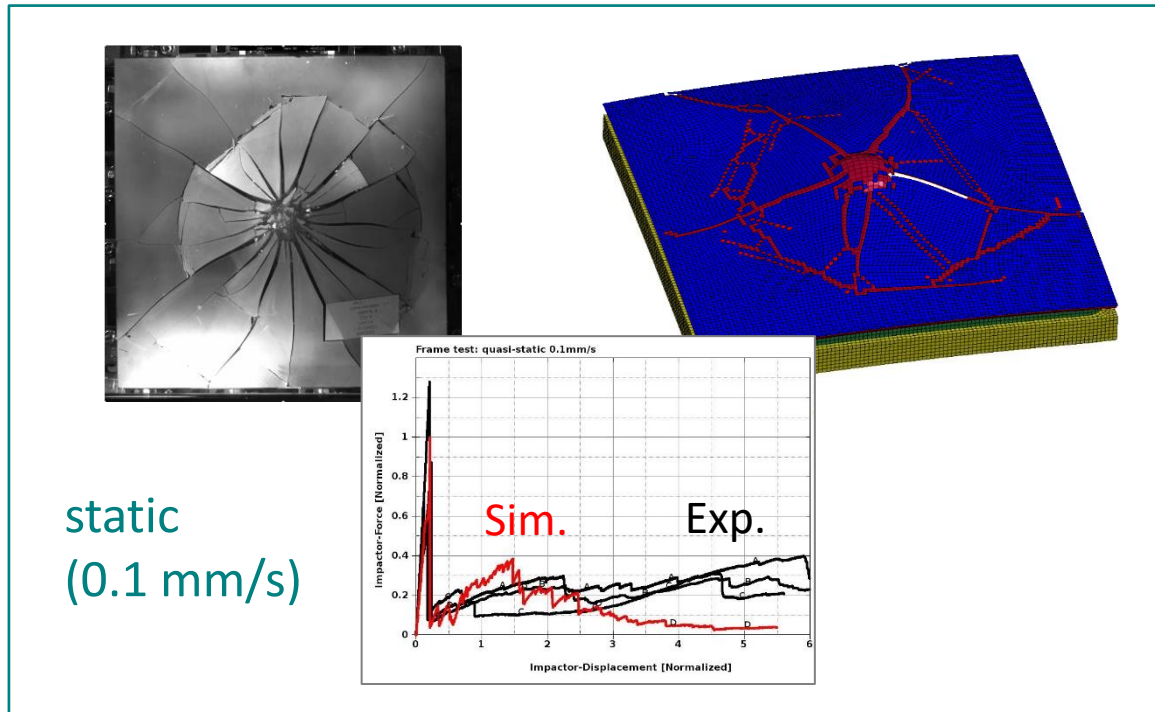 static
(0.1 mm/s)
Frame test: quasi-static 0.1mm/s
Impactor-Force [Normalized]
1.2
1
0.8
0.6
0.4
0.2
0
Sim.
Exp.
A
A
A
A
B
B
C
C
D
D
0 1 2 3 4 5 6
Impactor-Displacement [Normalized]